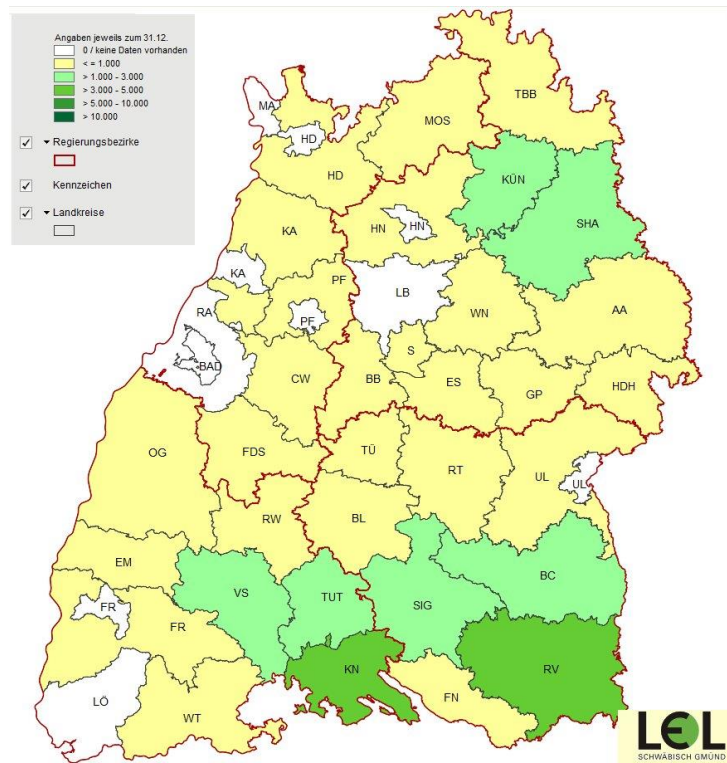 Angaben jeweils zum 31.12.
0 / keine Daten vorhanden
< = 1.000
> 1.000 - 3.000
> 3.000 - 5.000
> 5.000 - 10.000
> 10.000
Regierungsbezirke
Kennzeichen
Landkreise
MA
HD
HD
MOS
TBB
KÜN
SHA
HN
HN
KA
KA
PF
PF
RA
BAD
LB
WN
AA
S
CW
BB
ES
GP
HDH
OG
FDS
TÜ
RT
UL
UL
RW
BL
EM
VS
TUT
SIG
BC
FR
FR
KN
RV
LÖ
WT
FN
LEL
SCHWÄBISCH GMÜND